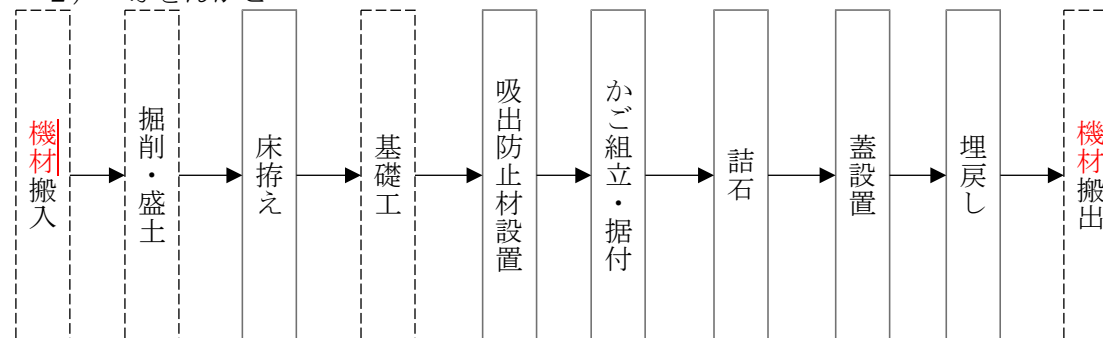 機材搬入
掘削・盛土
床拵え
基礎工
吸出防止材設置
かご組立・据付
詰石
蓋設置
埋戻し
機材搬出